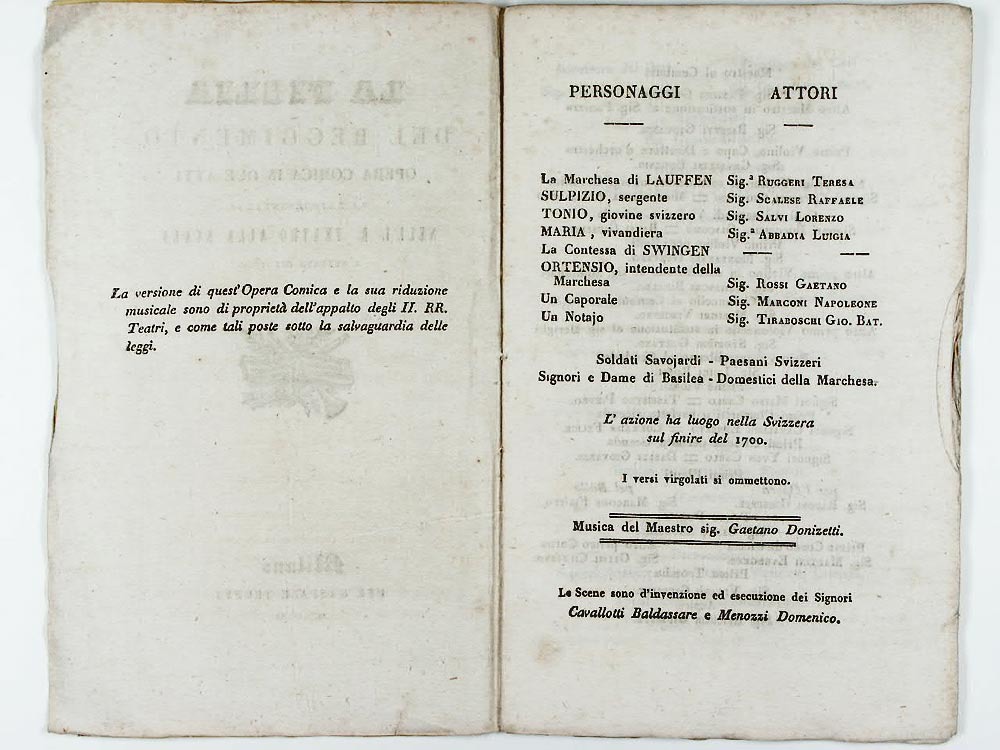 La versione di quest'Opera Comica e la sua riduzione
musicale sono di proprietà dell'appalto degli II. RR.
Teatri, e come tali poste sotto la salvaguardia delle
leggi.
PERSONAGGI ATTORI
La Marchesa di LAUFFEN Sig.ª RUGGERI TERESA
SULPIZIO, sergente Sig. SCALESE RAFFAELE
TONIO, giovine svizzero Sig. SALVI LORENZO
MARIA, vivandiera Sig.ª ABBADIA LUIGIA
La Contessa di SWINGEN — —
ORTENSIO, intendente della
Marchesa Sig. ROSSI GAETANO
Un Caporale Sig. MARCONI NAPOLEONE
Un Notajo Sig. TIRABOSCHI GIO. BAT.
Soldati Savojardi - Paesani Svizzeri
Signori e Dame di Basilea - Domestici della Marchesa.
L'azione ha luogo nella Svizzera
sul finire del 1700.
I versi virgolati si ommettono.
Musica del Maestro sig. Gaetano Donizetti.
Le Scene sono d'invenzione ed esecuzione dei Signori
Cavallotti Baldassare e Menozzi Domenico.